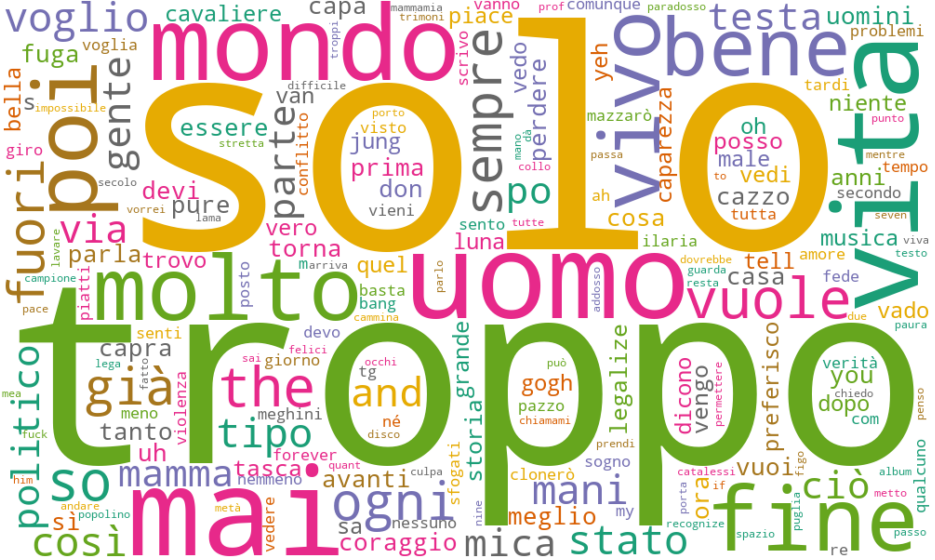 voglio
cavaliere
capa
mammamia
trimoni
troppi
vanno
prof
comunque
paradosso
piace
testa
uomini
problemi
fuga
voglia
mondo
scrivo
sempre
vedo
yeh
vivo
bene
bella
s
impossibile
poi
gente
solo
difficile
van
tardi
niente
vita
giro
essere
stretta
parte
conflitto
porto
visto
jung
prima
don
vieni
mano
dà
collo
perdere
mazzarò
passa
caparezza
oh
posso
male
to
vedi
cazzo
tutta
punto
mentre
anni
tempo
secondo
seven
fuori
secolo
devi
vorrei
pure
lama
po
ah
cosa
tutte
sento
via
vero
torna
luna
ilaria
musica
viva
testo
lavare
parla
trovo
m
arriva
quel
parlo
uomo
addosso
dovrebbe
guarda
resta
tell
casa
amore
fede
campione
pace
piatti
molto
posto
basta
bang
cammina
vuole
due
vado
paura
troppo
senti
devo
grande
legalize
capra
lega
fatto
sai
felici
giorno
tg
occhi
può
gogh
pazzo
chiamami
dicono
permettere
vengo
preferisco
verità
you
chiedo
dopo
com
penso
politico
mea
già
meno
violenza
the
and
né
disco
meghini
tanto
tipo
uh
forever
storia
sfogati
prendi
fuck
him
so
mamma
tasca
nemmeno
quant
avanti
culpa
clonerò
sogno
catalessi
vuoi
figo
ciò
album
qualcuno
andare
metà
mai
vedere
ogni
nine
mani
my
porta
ora
if
fine
puglia
metto
sì
popolino
sa
nessuno
meglio
recognize
spazio
passo
così
coraggio
mica
stato
re